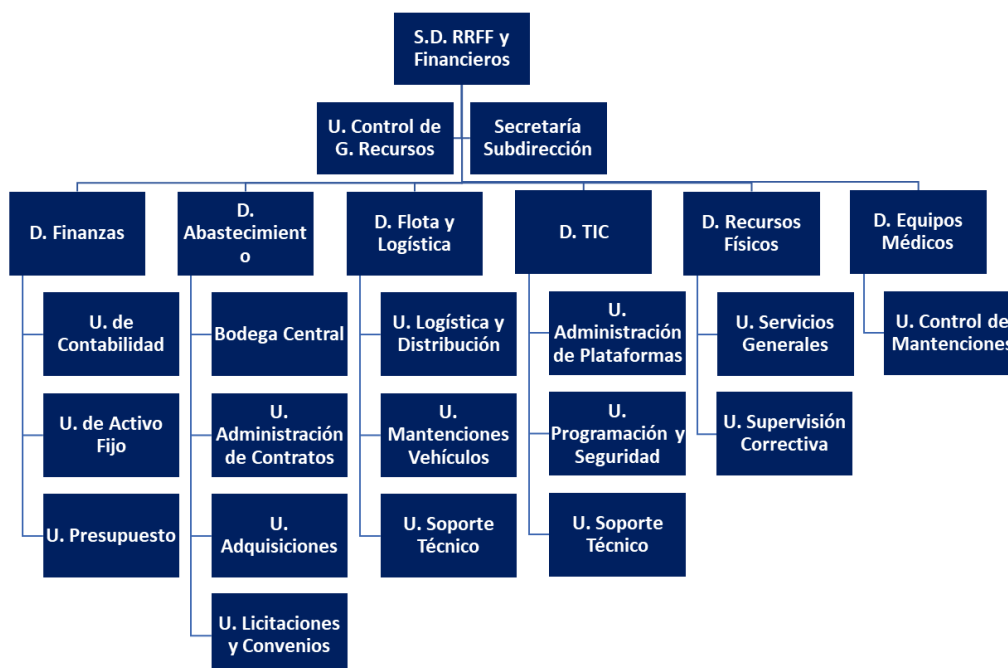 S.D. RRFF y
Financieros
U. Control de
G. Recursos
Secretaría
Subdirección
D. Finanzas
D.
Abastecimient
o
D. Flota y
Logística
D. TIC
D. Recursos
Físicos
D. Equipos
Médicos
U. de
Contabilidad
Bodega Central
U. Logística y
Distribución
U.
Administración
de Plataformas
U. Servicios
Generales
U. Control de
Mantenciones
U. de Activo
Fijo
U.
Administración
de Contratos
U.
Mantenciones
Vehículos
U.
Programación y
Seguridad
U. Supervisión
Correctiva
U. Presupuesto
U.
Adquisiciones
U. Soporte
Técnico
U. Soporte
Técnico
U. Licitaciones
y Convenios